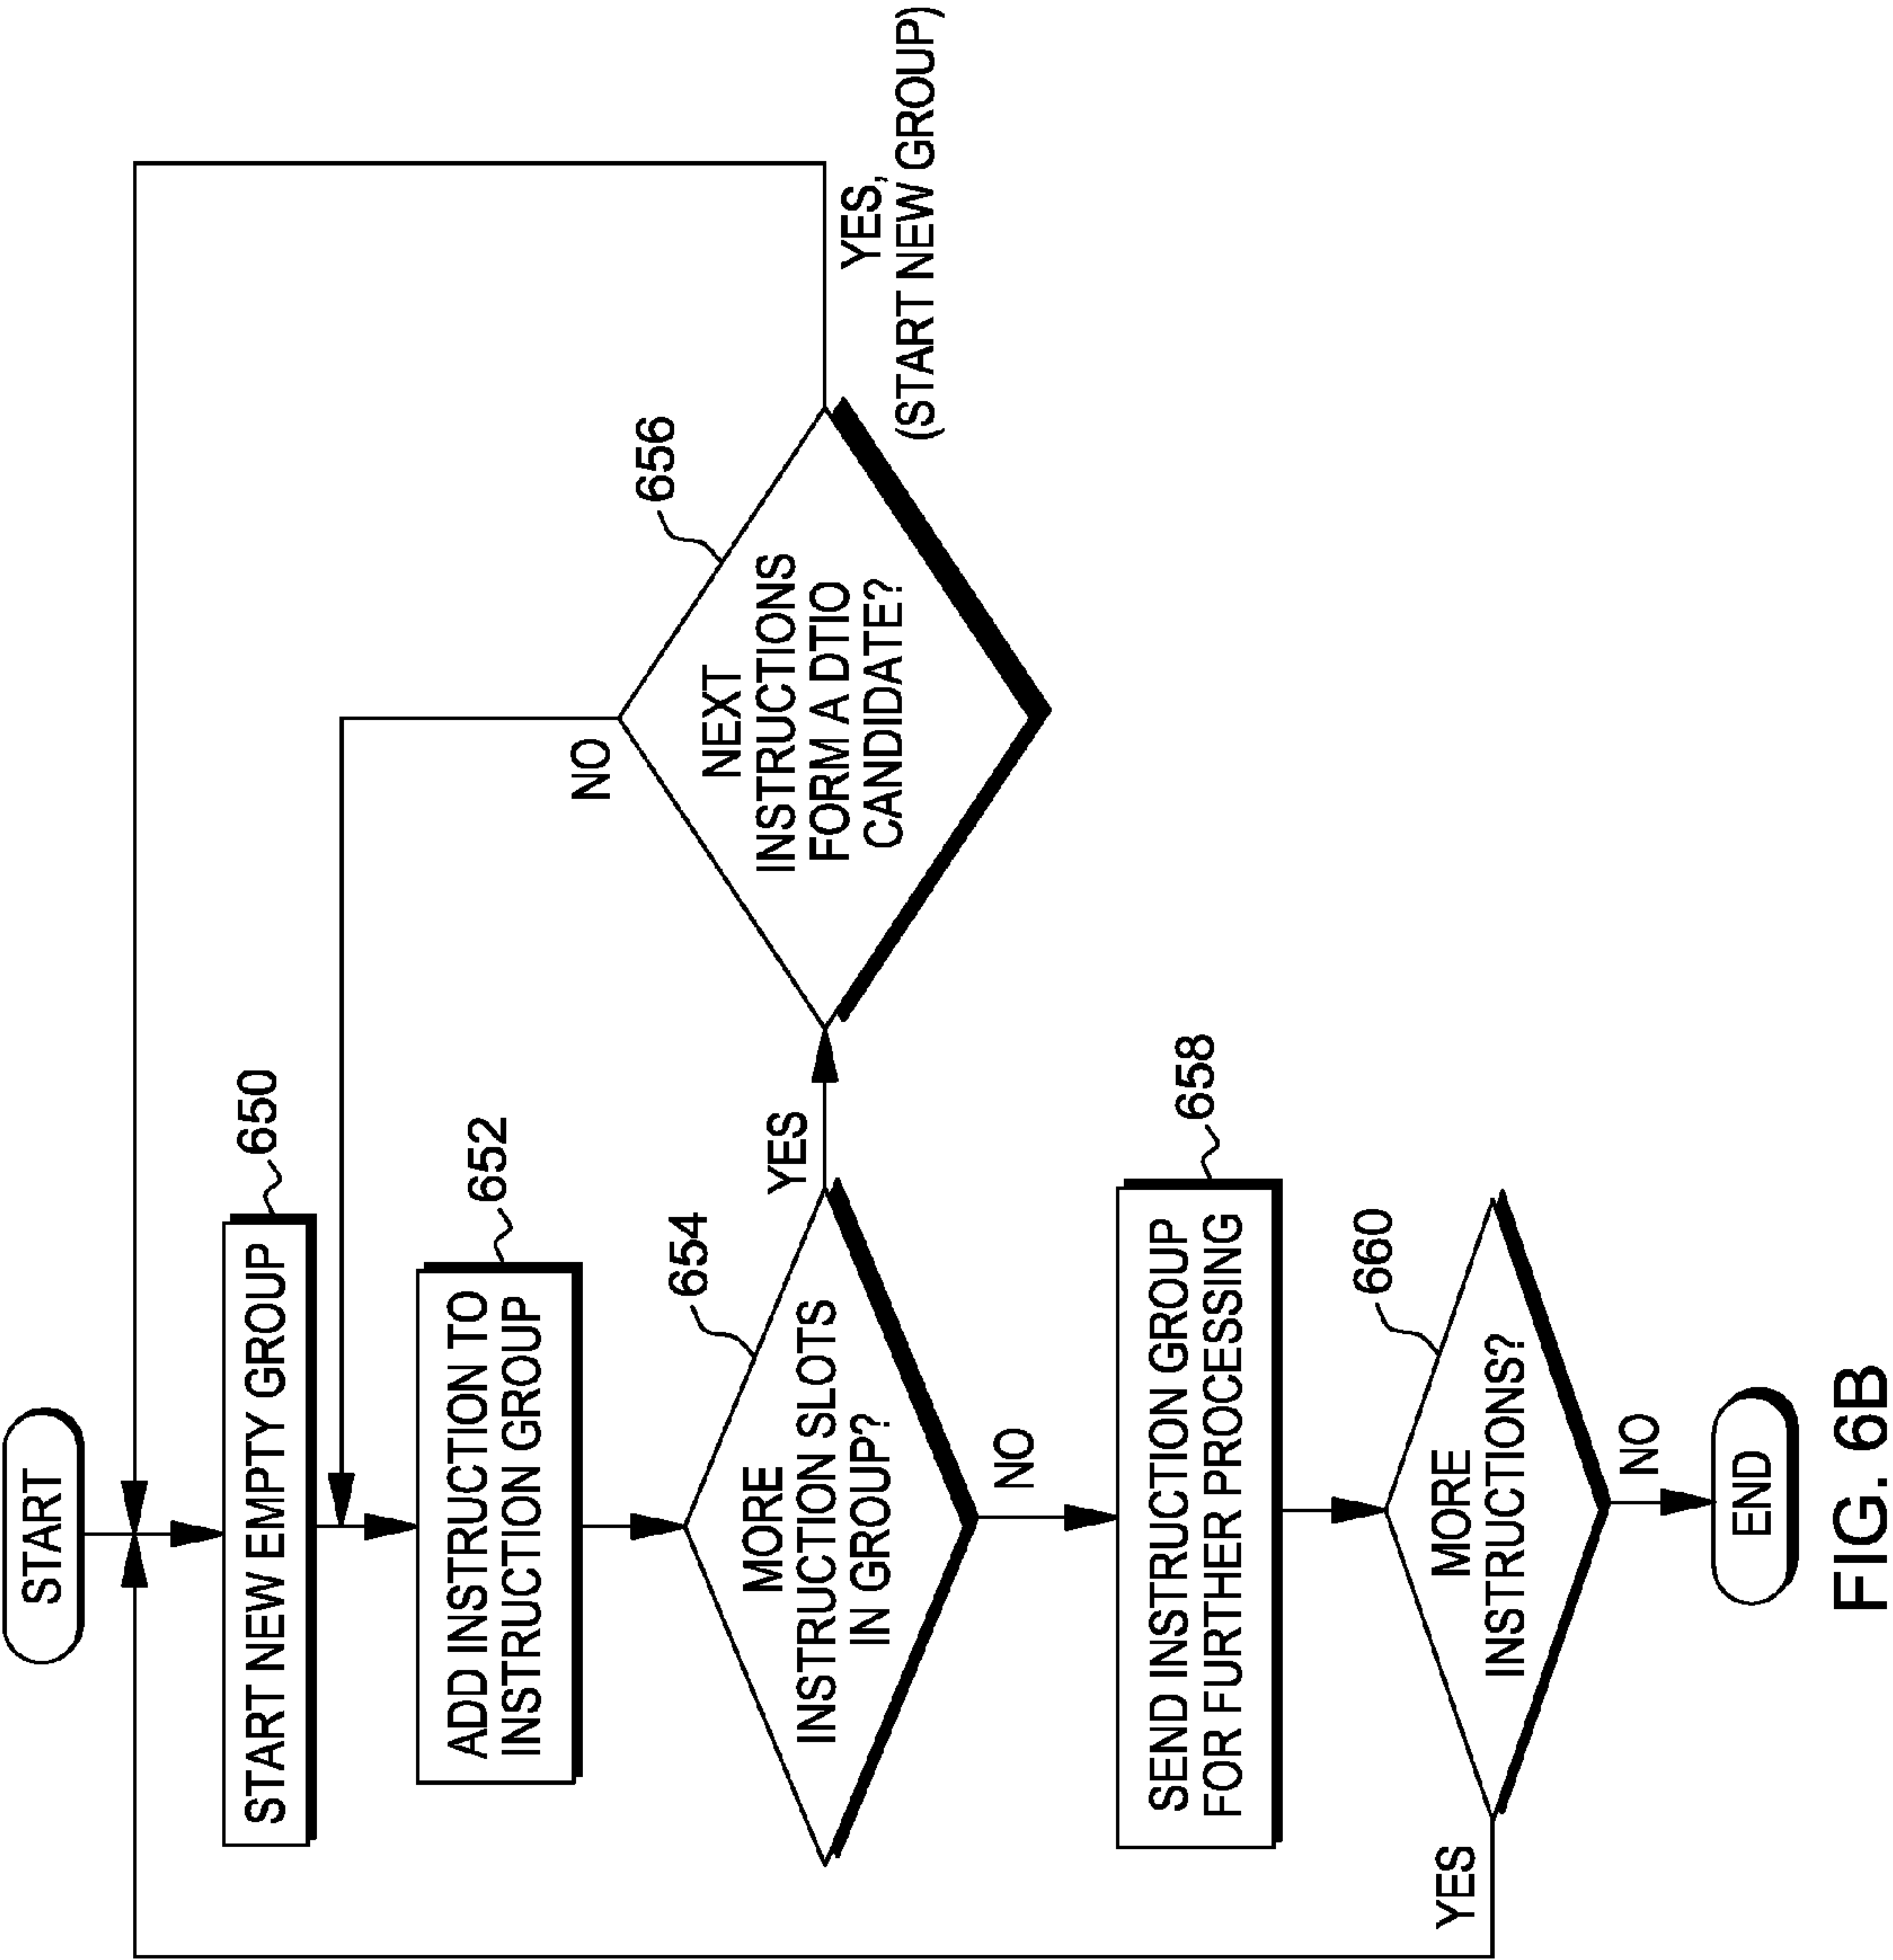 START
START NEW EMPTY GROUP
650
ADD INSTRUCTION TO
INSTRUCTION GROUP
652
MORE
INSTRUCTION SLOTS
IN GROUP?
654
YES
NEXT
INSTRUCTIONS
FORM A DTIO
CANDIDATE?
656
NO
YES,
(START NEW GROUP)
NO
SEND INSTRUCTION GROUP
FOR FURTHER PROCESSING
658
MORE
INSTRUCTIONS?
660
YES
NO
END
FIG. 6B